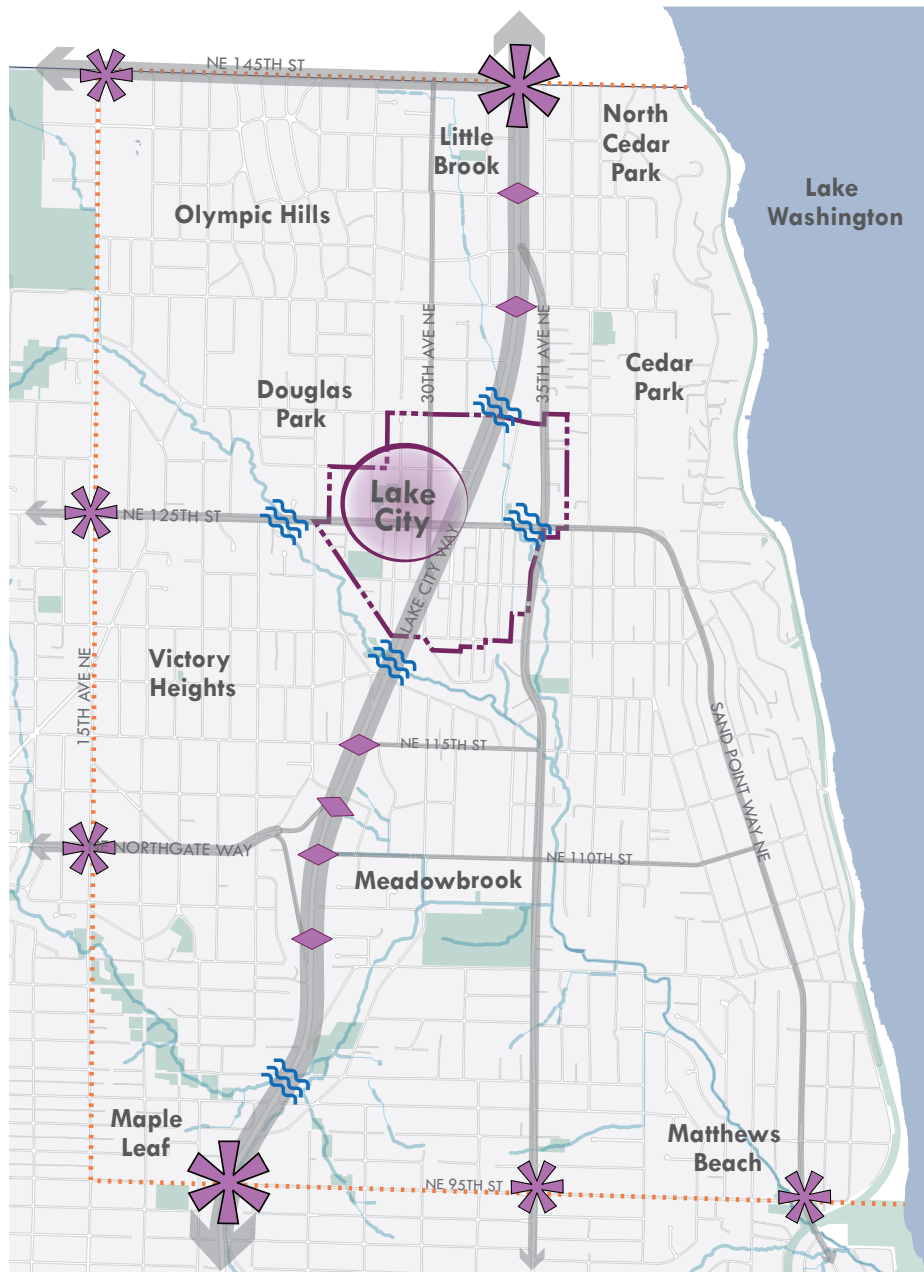 NE 145TH ST
North
Cedar
Park
Little
Brook
Lake
Washington
Olympic Hills
30TH AVE NE
35TH AVE NE
Cedar
Park
Douglas
Park
Lake
City
NE 125TH ST
LAKE CITY WAY
Victory
Heights
15TH AVE NE
NE 115TH ST
SAND POINT WAY NE
NE NORTHGATE WAY
NE 110TH ST
Meadowbrook
Maple
Leaf
Matthews
Beach
NE 95TH ST